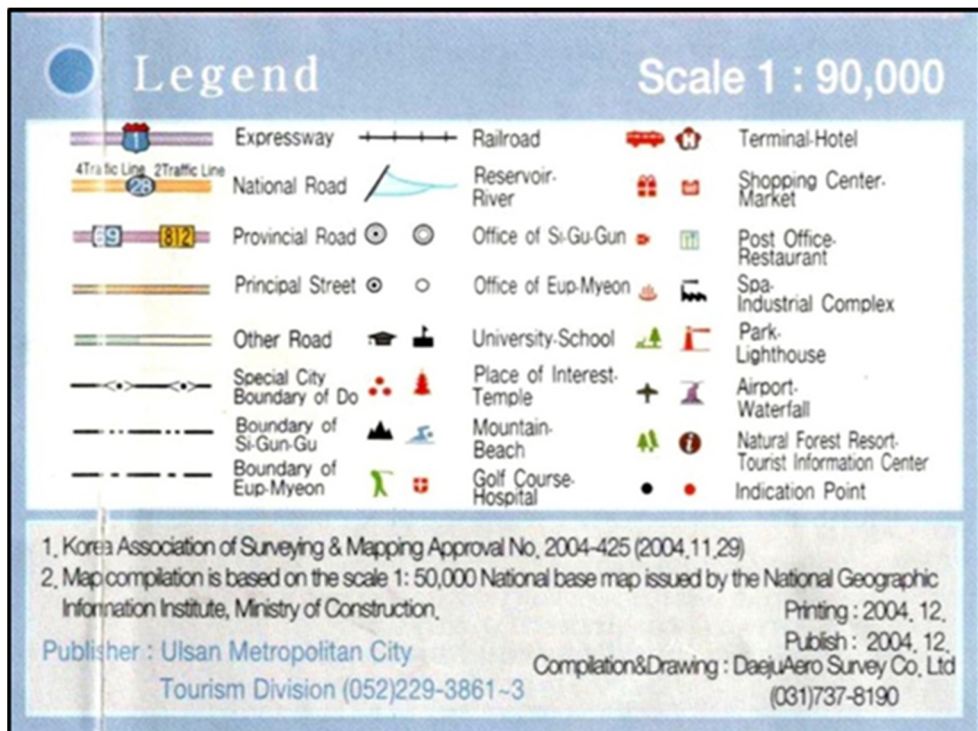 Legend
Scale 1 : 90,000
1
Expressway
Railroad
H
Terminal·Hotel
4Traffic Line 2Traffic Line
28
National Road
Reservoir·
River
Shopping Center·
Market
69
812
Provincial Road
Office of Si·Gu·Gun
Post Office·
Restaurant
Principal Street
Office of Eup·Myeon
Spa·
Industrial Complex
Other Road
University·School
Park·
Lighthouse
Special City
Boundary of Do
Place of Interest·
Temple
Airport·
Waterfall
Boundary of
Si·Gun·Gu
Mountain·
Beach
Natural Forest Resort·
Tourist Information Center
Boundary of
Eup·Myeon
Golf Course·
Hospital
Indication Point
1. Korea Association of Surveying & Mapping Approval No. 2004-425 (2004.11.29)
2. Map compilation is based on the scale 1: 50,000 National base map issued by the National Geographic
Information Institute, Ministry of Construction.
Printing : 2004. 12.
Publish : 2004. 12.
Publisher : Ulsan Metropolitan City
Tourism Division (052)229-3861~3
Compilation&Drawing : DaejuAero Survey Co. Ltd
(031)737-8190